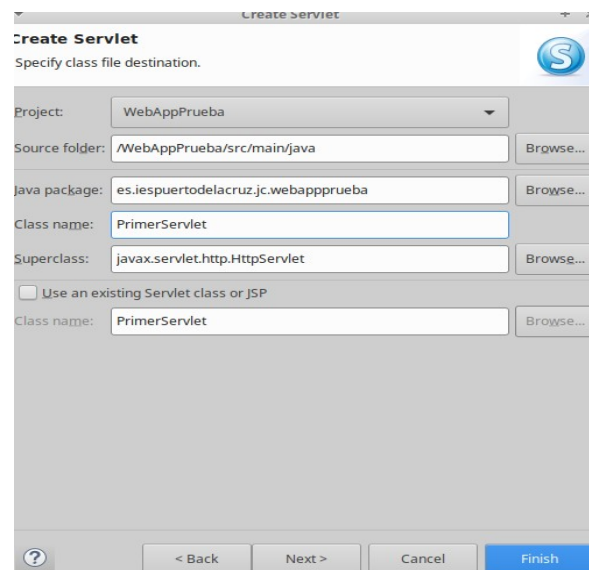 Create Servlet
Create Servlet
Specify class file destination.
S
Project: WebAppPrueba
Source folder: /WebAppPrueba/src/main/java Browse...
Java package: es.iespuertodelacruz.jc.webappprueba Browse...
Class name: PrimerServlet
Superclass: javax.servlet.http.HttpServlet Browse...
Use an existing Servlet class or JSP
Class name: PrimerServlet Browse...
? < Back Next > Cancel Finish